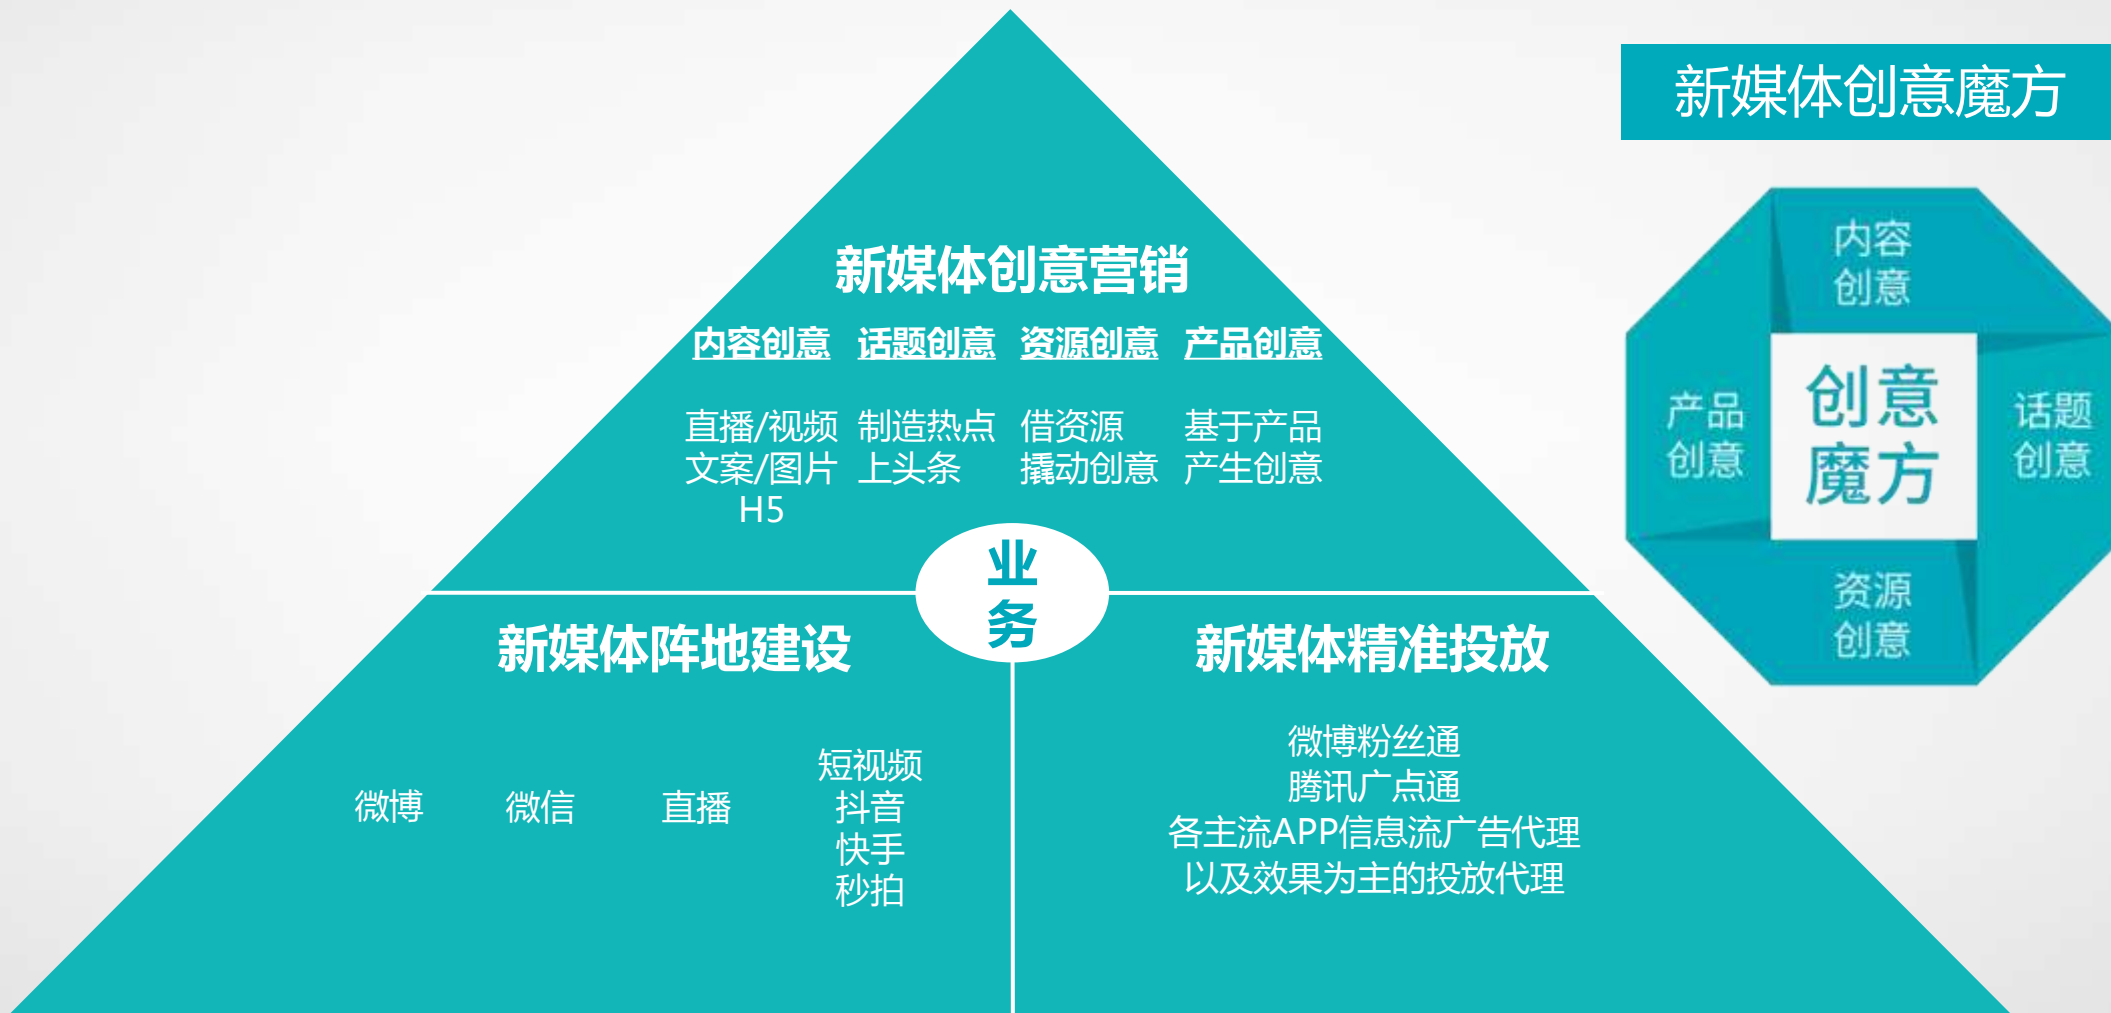 新媒体创意魔方
新媒体创意营销
内容创意 话题创意 资源创意 产品创意
直播/视频 制造热点 借资源 基于产品
文案/图片 上头条 撬动创意 产生创意
H5
业
务
新媒体阵地建设
微博 微信 直播
短视频
抖音
快手
秒拍
新媒体精准投放
微博粉丝通
腾讯广点通
各主流APP信息流广告代理
以及效果为主的投放代理
内容
创意
产品
创意
创意
魔方
话题
创意
资源
创意